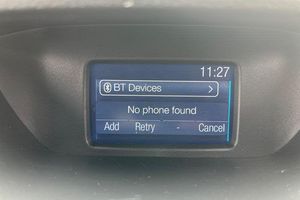 11:27
BT Devices >
No phone found
Add Retry - Cancel